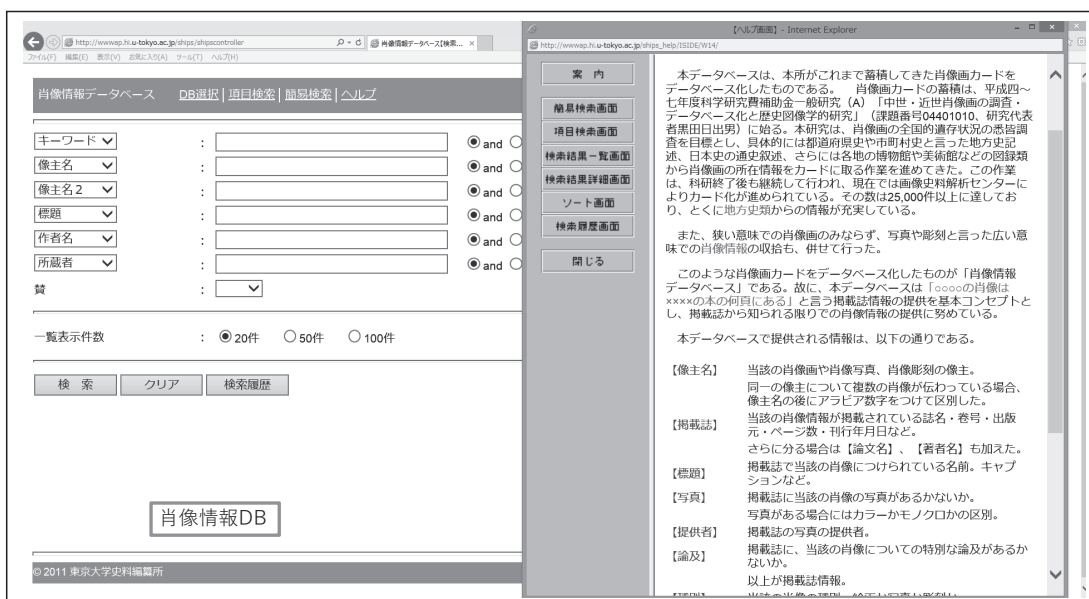 http://wwwap.hi.u-tokyo.ac.jp/ships/shipscontroller
肖像情報データベース【検索...
ファイル(F) 編集(E) 表示(V) お気に入り(A) ツール(T) ヘルプ(H)
肖像情報データベース DB選択 | 項目検索 | 簡易検索 | ヘルプ
キーワード : and
像主名 : and
像主名2 : and
標題 : and
作者名 : and
所蔵者 : and
賛 :
一覧表示件数 : 20件 50件 100件
検 索 クリア 検索履歴
肖像情報DB
© 2011 東京大学史料編纂所
【ヘルプ画面】 - Internet Explorer
http://wwwap.hi.u-tokyo.ac.jp/ships_help/ISIDE/W14/
案 内
簡易検索画面
項目検索画面
検索結果一覧画面
検索結果詳細画面
ソート画面
検索履歴画面
閉じる
本データベースは、本所がこれまで蓄積してきた肖像画カードを
データベース化したものである。 肖像画カードの蓄積は、平成四~
七年度科学研究費補助金一般研究(A)「中世・近世肖像画の調査・
データベース化と歴史図像学的研究」(課題番号04401010、研究代表
者黒田日出男)に始る。本研究は、肖像画の全国的遺存状況の悉皆調
査を目標とし、具体的には都道府県史や市町村史と言った地方史記
述、日本史の通史叙述、さらには各地の博物館や美術館などの図録類
から肖像画の所在情報をカードに取る作業を進めてきた。この作業
は、科研終了後も継続して行われ、現在では画像史料解析センターに
よりカード化が進められている。その数は25,000件以上に達してお
り、とくに地方史類からの情報が充実している。
また、狭い意味での肖像画のみならず、写真や彫刻と言った広い意
味での肖像情報の収拾も、併せて行った。
このような肖像画カードをデータベース化したものが「肖像情報
データベース」である。故に、本データベースは「○○○○の肖像は
××××の本の何頁にある」と言う掲載誌情報の提供を基本コンセプトと
し、掲載誌から知られる限りでの肖像情報の提供に努めている。
本データベースで提供される情報は、以下の通りである。
【像主名】 当該の肖像画や肖像写真、肖像彫刻の像主。
同一の像主について複数の肖像が伝わっている場合、
像主名の後にアラビア数字をつけて区別した。
【掲載誌】 当該の肖像情報が掲載されている誌名・巻号・出版
元・ページ数・刊行年月日など。
さらに分る場合は【論文名】、【著者名】も加えた。
【標題】 掲載誌で当該の肖像につけられている名前。キャプ
ションなど。
【写真】 掲載誌に当該の肖像の写真があるかないか。
写真がある場合にはカラーかモノクロかの区別。
【提供者】 掲載誌の写真の提供者。
【論及】 掲載誌に、当該の肖像についての特別な論及があるか
ないか。
以上が掲載誌情報。